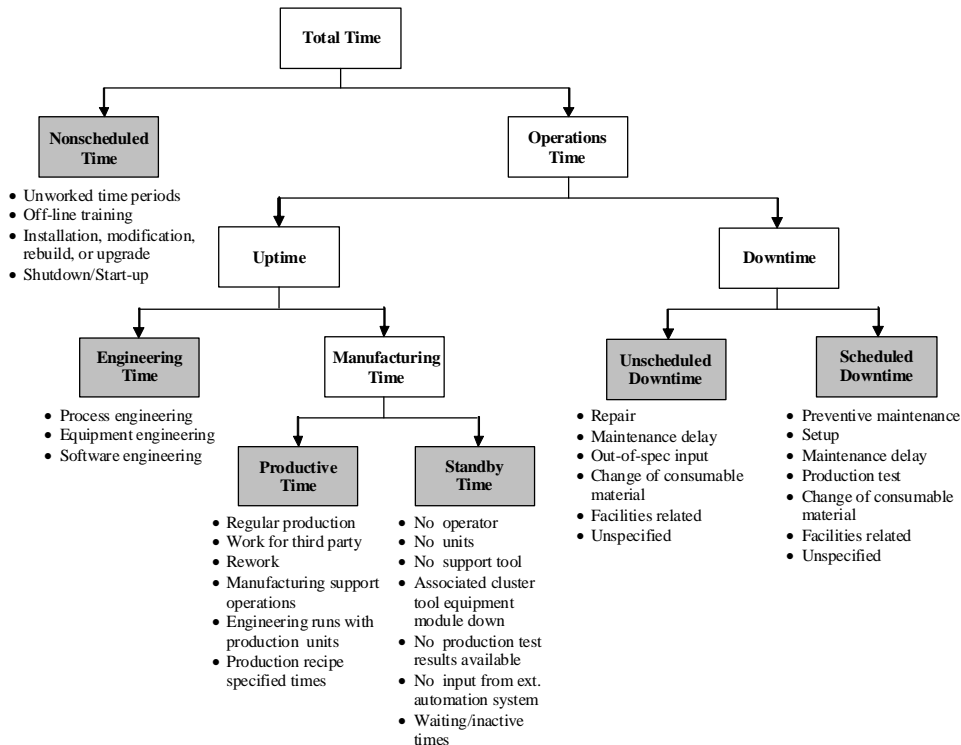 Total Time
Nonscheduled
Time
• Unworked time periods
• Off-line training
• Installation, modification,
rebuild, or upgrade
• Shutdown/Start-up
Operations
Time
Uptime
Downtime
Engineering
Time
• Process engineering
• Equipment engineering
• Software engineering
Manufacturing
Time
Productive
Time
• Regular production
• Work for third party
• Rework
• Manufacturing support
operations
• Engineering runs with
production units
• Production recipe
specified times
Standby
Time
• No operator
• No units
• No support tool
• Associated cluster
tool equipment
module down
• No production test
results available
• No input from ext.
automation system
• Waiting/inactive
times
Unscheduled
Downtime
• Repair
• Maintenance delay
• Out-of-spec input
• Change of consumable
material
• Facilities related
• Unspecified
Scheduled
Downtime
• Preventive maintenance
• Setup
• Maintenance delay
• Production test
• Change of consumable
material
• Facilities related
• Unspecified